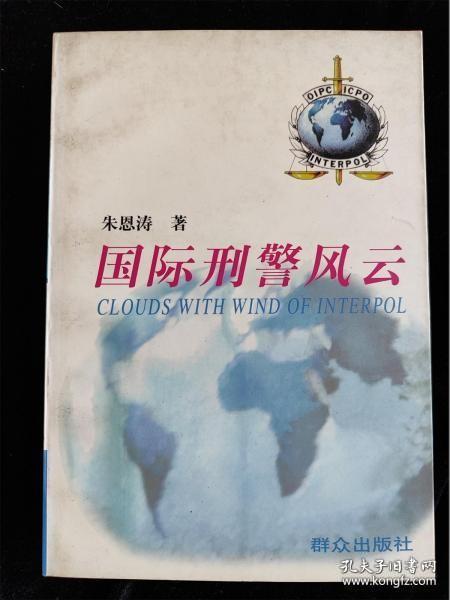 OIPC ICPO
INTERPOL
朱恩涛 著
国际刑警风云
CLOUDS WITH WIND OF INTERPOL
群众出版社
孔夫子旧书网
www.kongfz.com